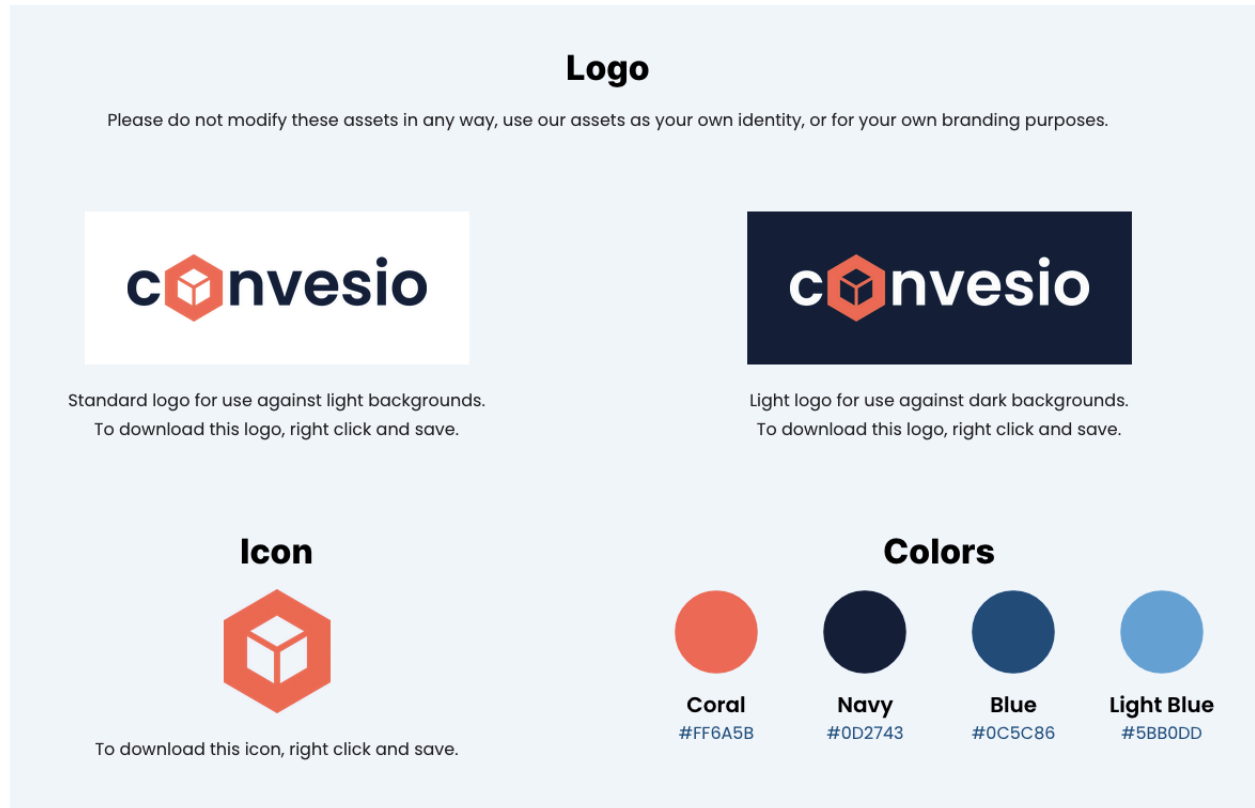 Logo
Please do not modify these assets in any way, use our assets as your own identity, or for your own branding purposes.
convesio
convesio
Standard logo for use against light backgrounds.
To download this logo, right click and save.
Light logo for use against dark backgrounds.
To download this logo, right click and save.
Icon
To download this icon, right click and save.
Colors
Coral
#FF6A5B
Navy
#0D2743
Blue
#0C5C86
Light Blue
#5BB0DD